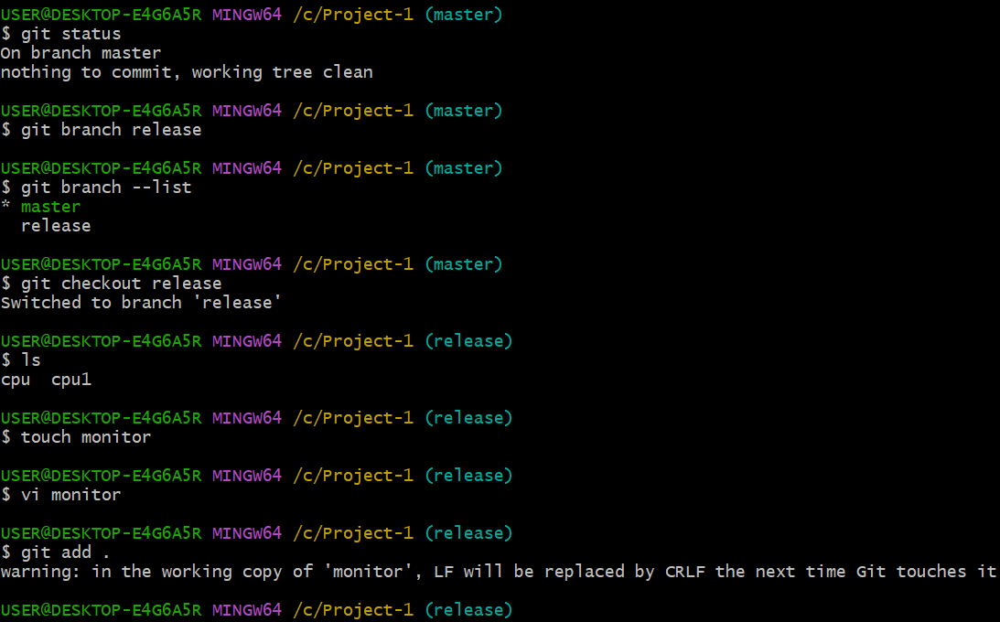 USER@DESKTOP-E4G6A5R MINGW64 /c/Project-1 (master)
$ git status
On branch master
nothing to commit, working tree clean
USER@DESKTOP-E4G6A5R MINGW64 /c/Project-1 (master)
$ git branch release
USER@DESKTOP-E4G6A5R MINGW64 /c/Project-1 (master)
$ git branch --list
* master
  release
USER@DESKTOP-E4G6A5R MINGW64 /c/Project-1 (master)
$ git checkout release
Switched to branch 'release'
USER@DESKTOP-E4G6A5R MINGW64 /c/Project-1 (release)
$ ls
cpu  cpu1
USER@DESKTOP-E4G6A5R MINGW64 /c/Project-1 (release)
$ touch monitor
USER@DESKTOP-E4G6A5R MINGW64 /c/Project-1 (release)
$ vi monitor
USER@DESKTOP-E4G6A5R MINGW64 /c/Project-1 (release)
$ git add .
warning: in the working copy of 'monitor', LF will be replaced by CRLF the next time Git touches it
USER@DESKTOP-E4G6A5R MINGW64 /c/Project-1 (release)